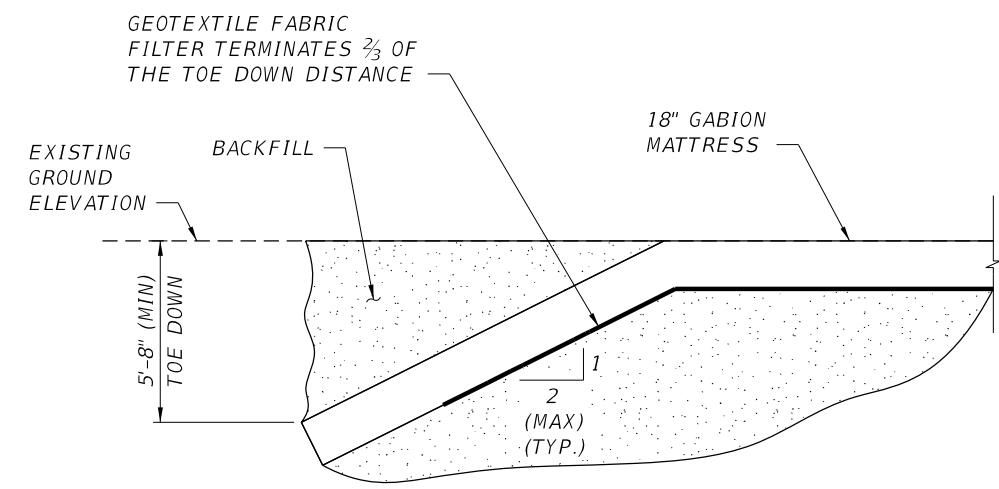 GEOTEXTILE FABRIC
FILTER TERMINATES ⅔ OF
THE TOE DOWN DISTANCE
18" GABION
MATTRESS
BACKFILL
EXISTING
GROUND
ELEVATION
5'-8" (MIN)
TOE DOWN
1
2
(MAX)
(TYP.)